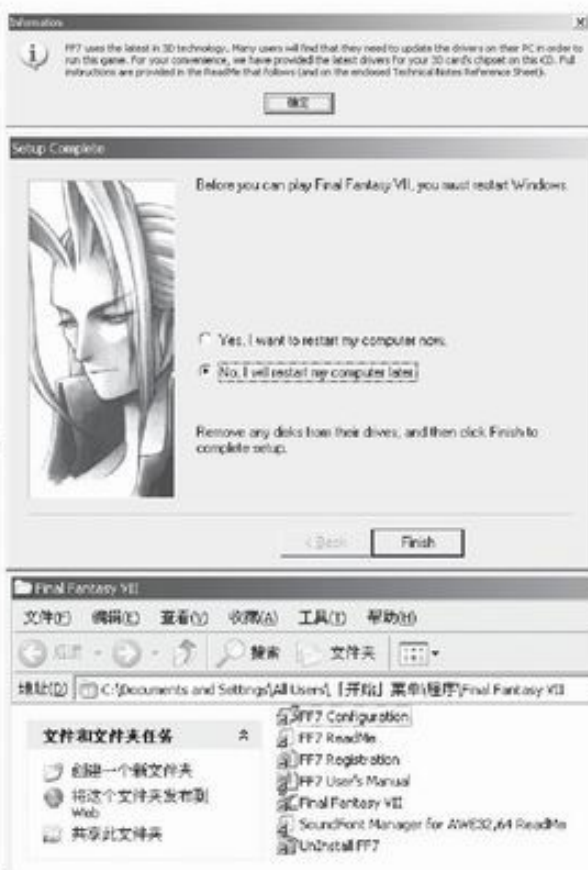 Information
FF7 uses the latest in 3D technology. Many users will find that they need to update the drivers on their PC in order to
run this game. For your convenience, we have provided the latest drivers for your 3D card's chipset on this CD. Full
instructions are provided in the ReadMe that follows (and on the enclosed Technical Notes Reference Sheet).
确定
Setup Complete
Before you can play Final Fantasy VII, you must restart Windows.
Yes, I want to restart my computer now.
No, I will restart my computer later.
Remove any disks from their drives, and then click Finish to
complete setup.
< Back
Finish
Final Fantasy VII
文件(F) 编辑(E) 查看(V) 收藏(A) 工具(T) 帮助(H)
后退 搜索 文件夹
地址(D) C:\Documents and Settings\All Users\「开始」菜单\程序\Final Fantasy VII
文件和文件夹任务
创建一个新文件夹
将这个文件夹发布到
Web
共享此文件夹
FF7 Configuration
FF7 ReadMe
FF7 Registration
FF7 User's Manual
Final Fantasy VII
SoundFont Manager for AWE32,64 ReadMe
UnInstall FF7